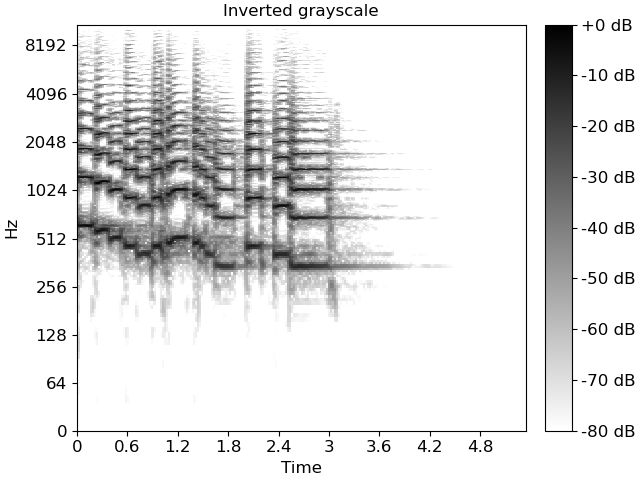 Inverted grayscale
8192
4096
2048
1024
512
256
128
64
0
Hz
0 0.6 1.2 1.8 2.4 3 3.6 4.2 4.8
Time
+0 dB
-10 dB
-20 dB
-30 dB
-40 dB
-50 dB
-60 dB
-70 dB
-80 dB